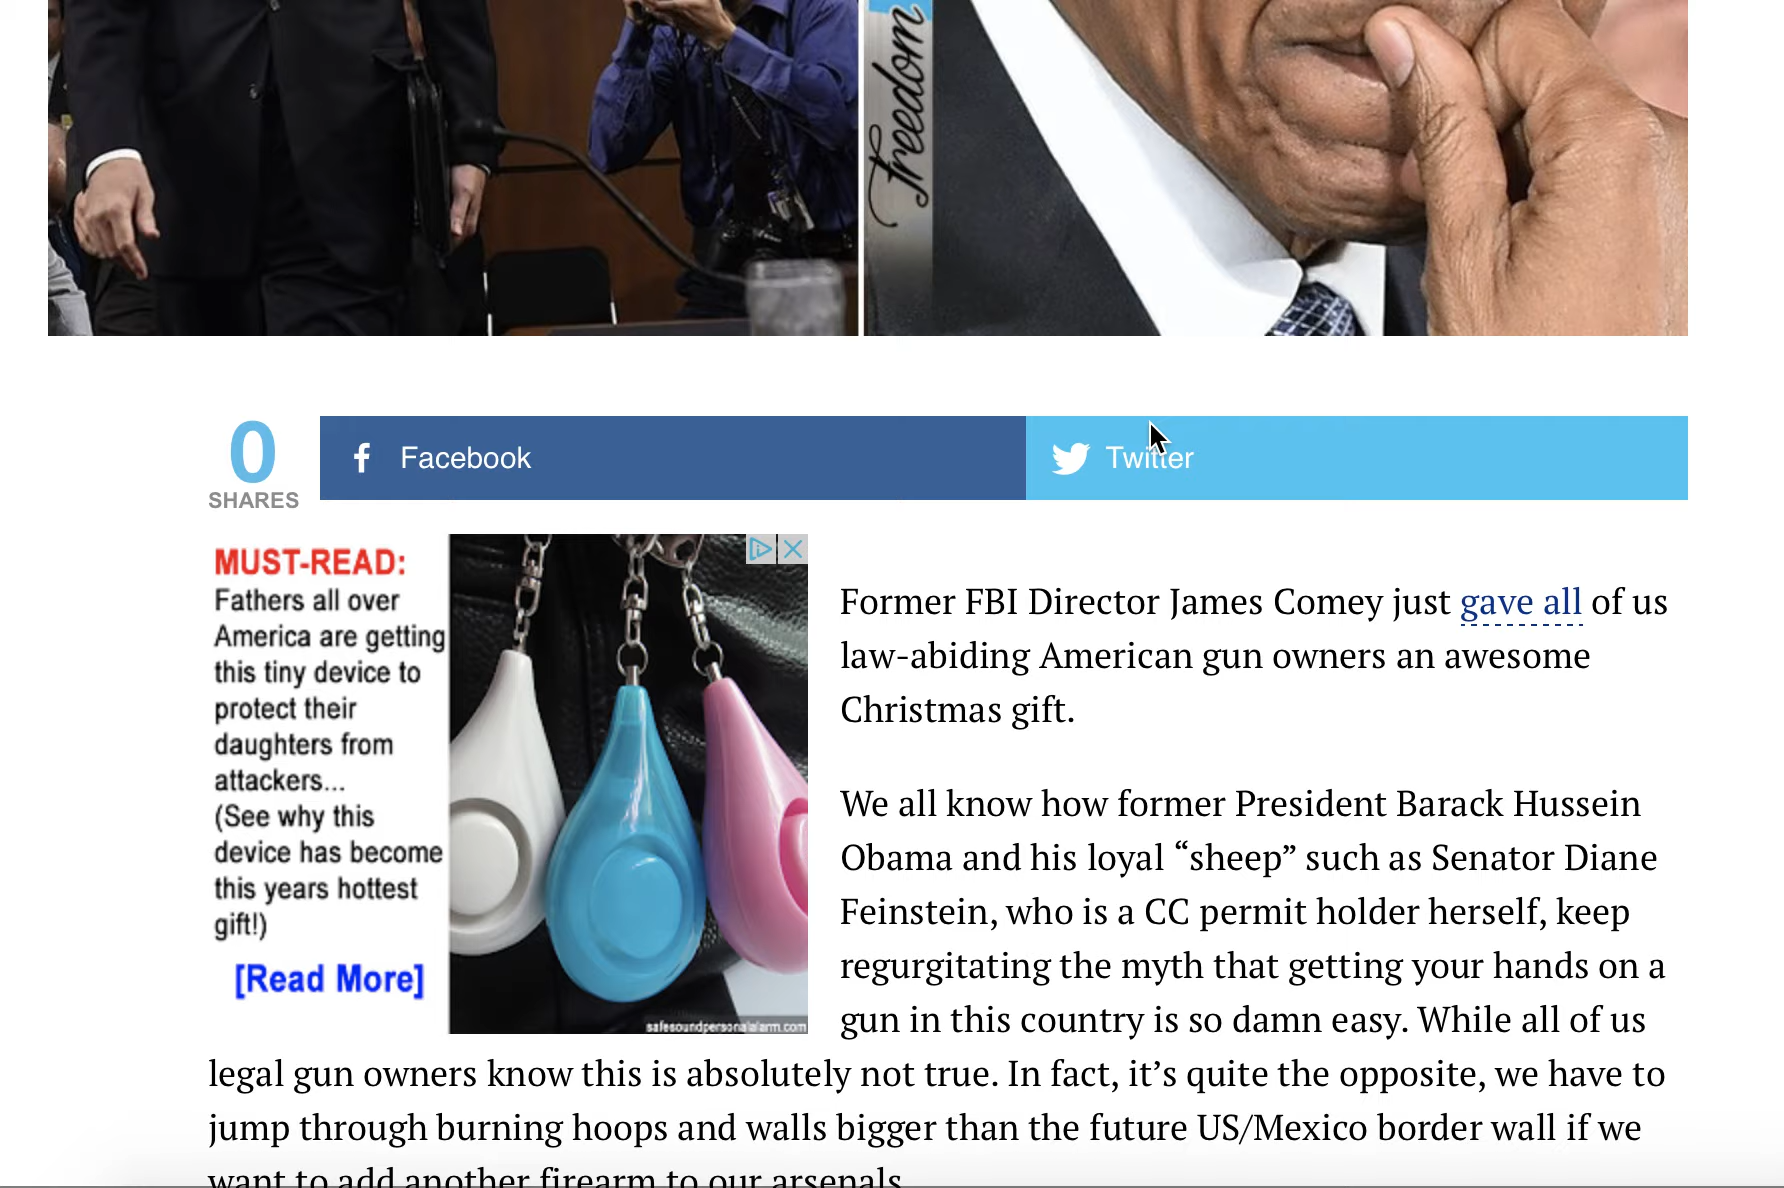 Freedom
0
SHARES
Facebook
Twitter
MUST-READ:
Fathers all over
America are getting
this tiny device to
protect their
daughters from
attackers...
(See why this
device has become
this years hottest
gift!)
[Read More]
safesoundpersonalalarm.com
Former FBI Director James Comey just gave all of us
law-abiding American gun owners an awesome
Christmas gift.
We all know how former President Barack Hussein
Obama and his loyal “sheep” such as Senator Diane
Feinstein, who is a CC permit holder herself, keep
regurgitating the myth that getting your hands on a
gun in this country is so damn easy. While all of us
legal gun owners know this is absolutely not true. In fact, it’s quite the opposite, we have to
jump through burning hoops and walls bigger than the future US/Mexico border wall if we
want to add another firearm to our arsenals.